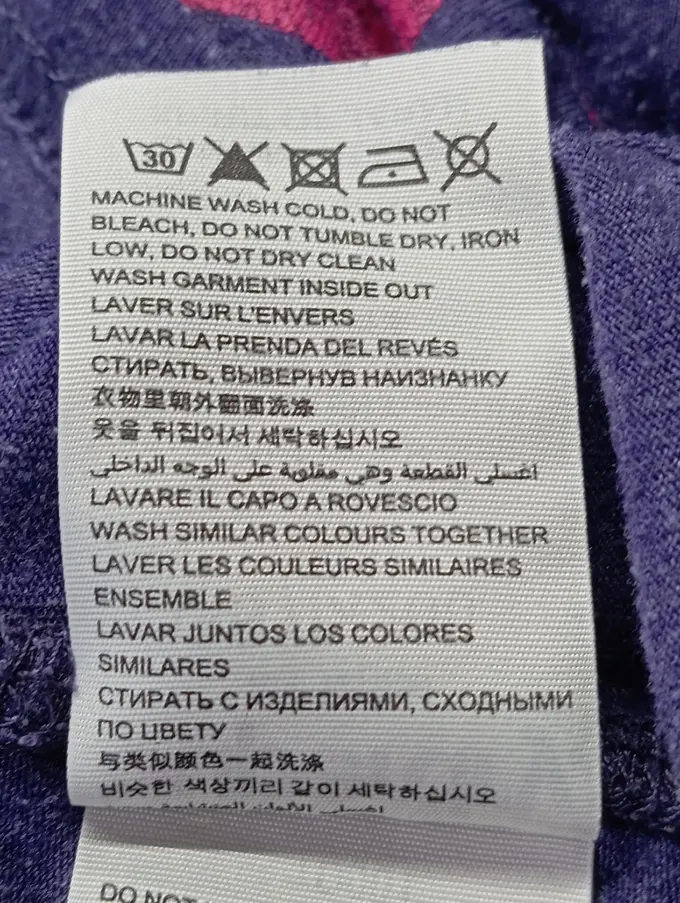 30
MACHINE WASH COLD, DO NOT
BLEACH, DO NOT TUMBLE DRY, IRON
LOW, DO NOT DRY CLEAN
WASH GARMENT INSIDE OUT
LAVER SUR L'ENVERS
LAVAR LA PRENDA DEL REVÉS
СТИРАТЬ, ВЫВЕРНУВ НАИЗНАНКУ
衣物里朝外翻面洗涤
옷을 뒤집어서 세탁하십시오
اغسلى القطعة وهي مقلوبة على الوجه الداخلى
LAVARE IL CAPO A ROVESCIO
WASH SIMILAR COLOURS TOGETHER
LAVER LES COULEURS SIMILAIRES
ENSEMBLE
LAVAR JUNTOS LOS COLORES
SIMILARES
СТИРАТЬ С ИЗДЕЛИЯМИ, СХОДНЫМИ
ПО ЦВЕТУ
与类似颜色一起洗涤
비슷한 색상끼리 같이 세탁하십시오
DO NOT